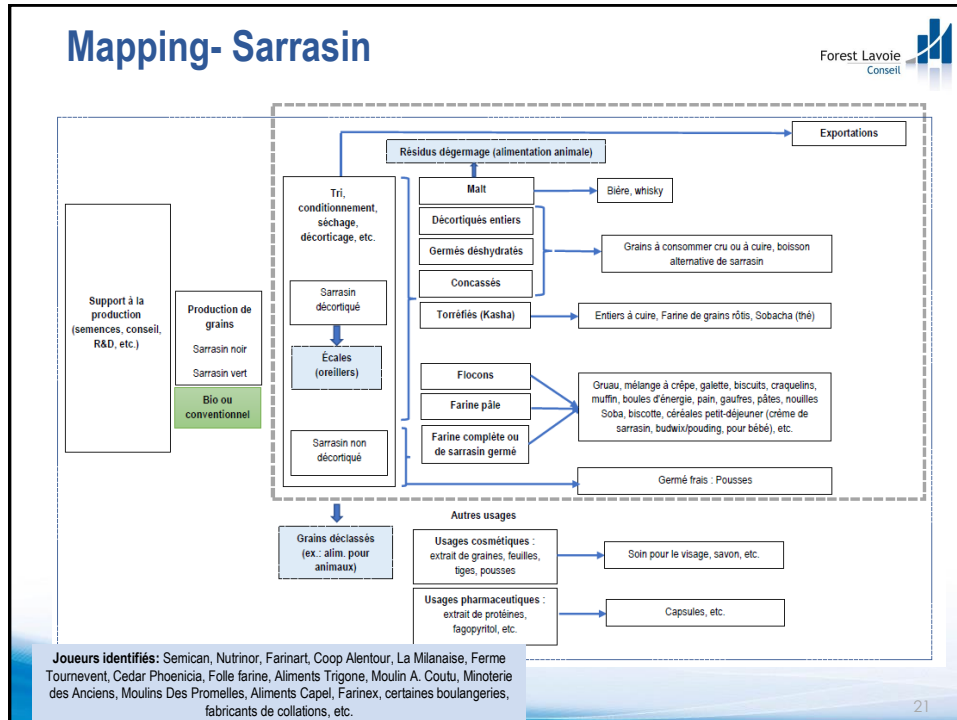 Mapping- Sarrasin
Forest Lavoie
Conseil
Exportations
Résidus dégermage (alimentation animale)
Tri,
conditionnement,
séchage,
décorticage, etc.
Malt
Biére, whisky
Décortiqués entiers
Germés déshydratés
Concassés
Grains à consommer cru ou à cuire, boisson
alternative de sarrasin
Support à la
production
(semences, conseil,
R&D, etc.)
Production de
grains
Sarrasin noir
Sarrasin vert
Bio ou
conventionnel
Sarrasin
décortiqué
Écales
(oreillers)
Torréfiés (Kasha)
Entiers à cuire, Farine de grains rôtis, Sobacha (thé)
Flocons
Farine pâle
Farine complète ou
de sarrasin germé
Gruau, mélange à crêpe, galette, biscuits, craquelins,
muffin, boules d'énergie, pain, gaufres, pâtes, nouilles
Soba, biscotte, céréales petit-déjeuner (créme de
sarrasin, budwix/pouding, pour bébé), etc.
Sarrasin non
décortiqué
Germé frais : Pousses
Grains déclassés
(ex.: alim. pour
animaux)
Autres usages
Usages cosmétiques :
extrait de graines, feuilles,
tiges, pousses
Soin pour le visage, savon, etc.
Usages pharmaceutiques :
extrait de protéines,
fagopyritol, etc.
Capsules, etc.
Joueurs identifiés: Semican, Nutrinor, Farinart, Coop Alentour, La Milanaise, Ferme
Tournevent, Cedar Phoenicia, Folle farine, Aliments Trigone, Moulin A. Coutu, Minoterie
des Anciens, Moulins Des Promelles, Aliments Capel, Farinex, certaines boulangeries,
fabricants de collations, etc.
21